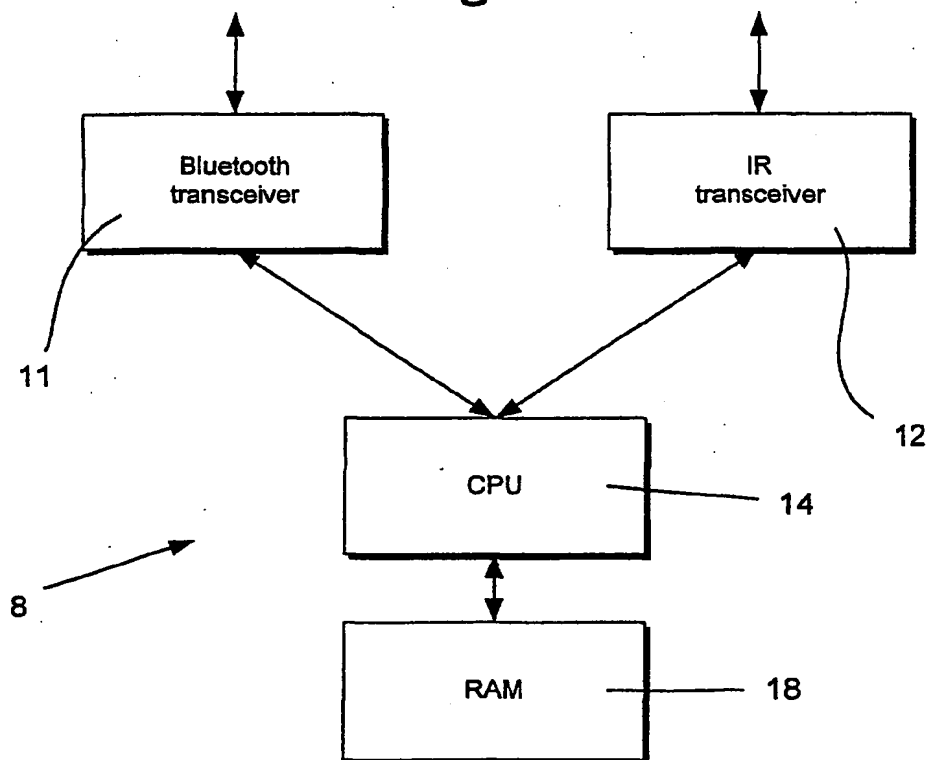 Bluetooth
transceiver
IR
transceiver
11
12
CPU
14
8
RAM
18